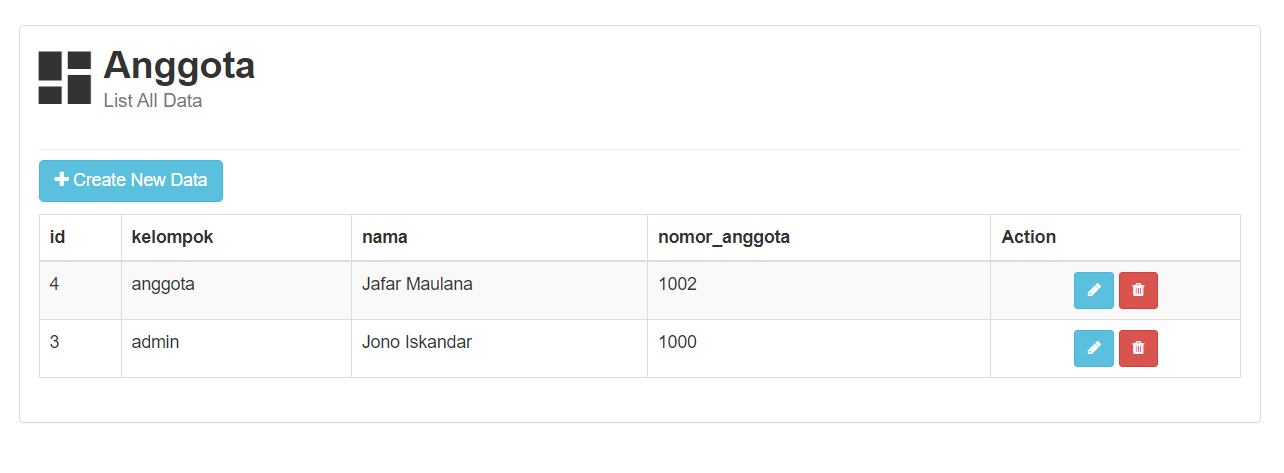 Anggota
List All Data
Create New Data
id kelompok nama nomor_anggota Action
4 anggota Jafar Maulana 1002
3 admin Jono Iskandar 1000